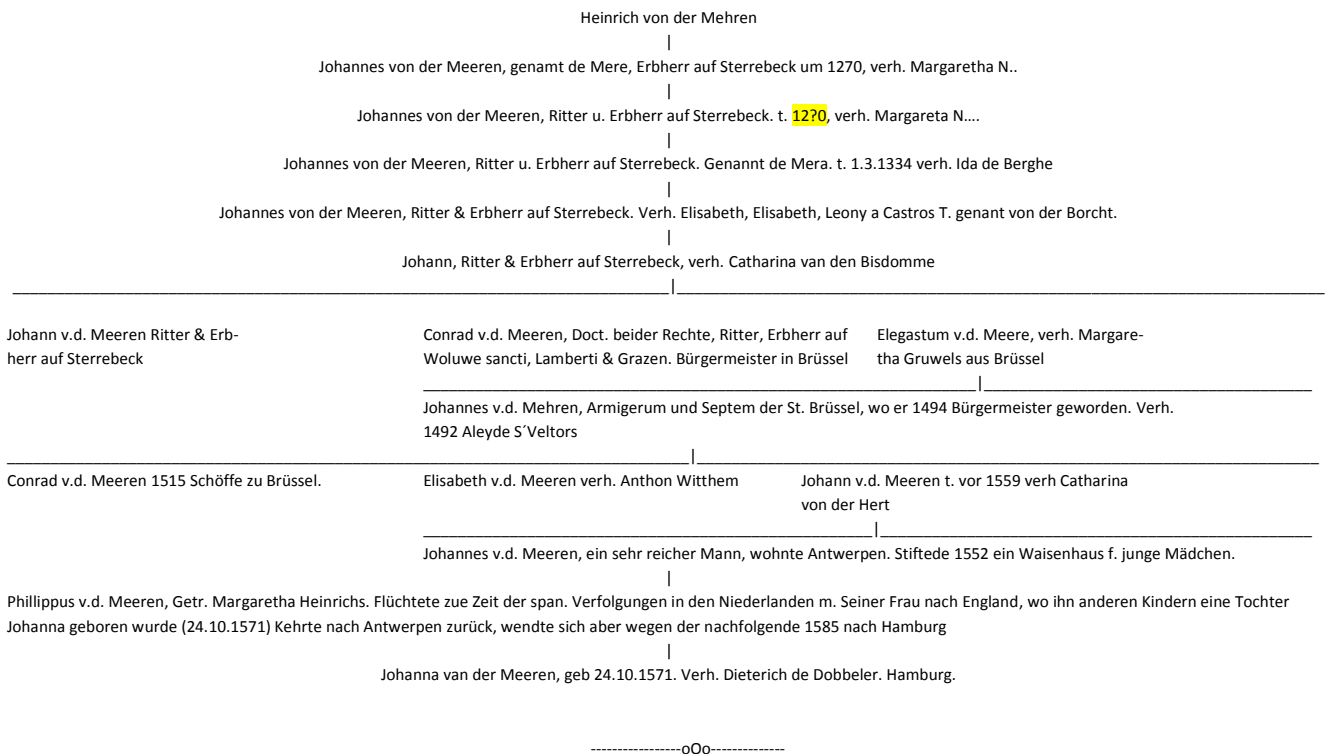 Heinrich von der Mehren
|
Johannes von der Meeren, genamt de Mere, Erbherr auf Sterrebeck um 1270, verh. Margaretha N..
|
Johannes von der Meeren, Ritter u. Erbherr auf Sterrebeck. t. 12?0, verh. Margareta N….
|
Johannes von der Meeren, Ritter u. Erbherr auf Sterrebeck. Genannt de Mera. t. 1.3.1334 verh. Ida de Berghe
|
Johannes von der Meeren, Ritter & Erbherr auf Sterrebeck. Verh. Elisabeth, Elisabeth, Leony a Castros T. genant von der Borcht.
|
Johann, Ritter & Erbherr auf Sterrebeck, verh. Catharina van den Bisdomme
|
Johann v.d. Meeren Ritter & Erb-
herr auf Sterrebeck
Conrad v.d. Meeren, Doct. beider Rechte, Ritter, Erbherr auf
Woluwe sancti, Lamberti & Grazen. Bürgermeister in Brüssel
Elegastum v.d. Meere, verh. Margare-
tha Gruwels aus Brüssel
|
Johannes v.d. Mehren, Armigerum und Septem der St. Brüssel, wo er 1494 Bürgermeister geworden. Verh.
1492 Aleyde S´Veltors
|
Conrad v.d. Meeren 1515 Schöffe zu Brüssel.
Elisabeth v.d. Meeren verh. Anthon Witthem
Johann v.d. Meeren t. vor 1559 verh Catharina
von der Hert
|
Johannes v.d. Meeren, ein sehr reicher Mann, wohnte Antwerpen. Stiftede 1552 ein Waisenhaus f. junge Mädchen.
|
Phillippus v.d. Meeren, Getr. Margaretha Heinrichs. Flüchtete zue Zeit der span. Verfolgungen in den Niederlanden m. Seiner Frau nach England, wo ihn anderen Kindern eine Tochter
Johanna geboren wurde (24.10.1571) Kehrte nach Antwerpen zurück, wendte sich aber wegen der nachfolgende 1585 nach Hamburg
|
Johanna van der Meeren, geb 24.10.1571. Verh. Dieterich de Dobbeler. Hamburg.
-----------------oOo--------------